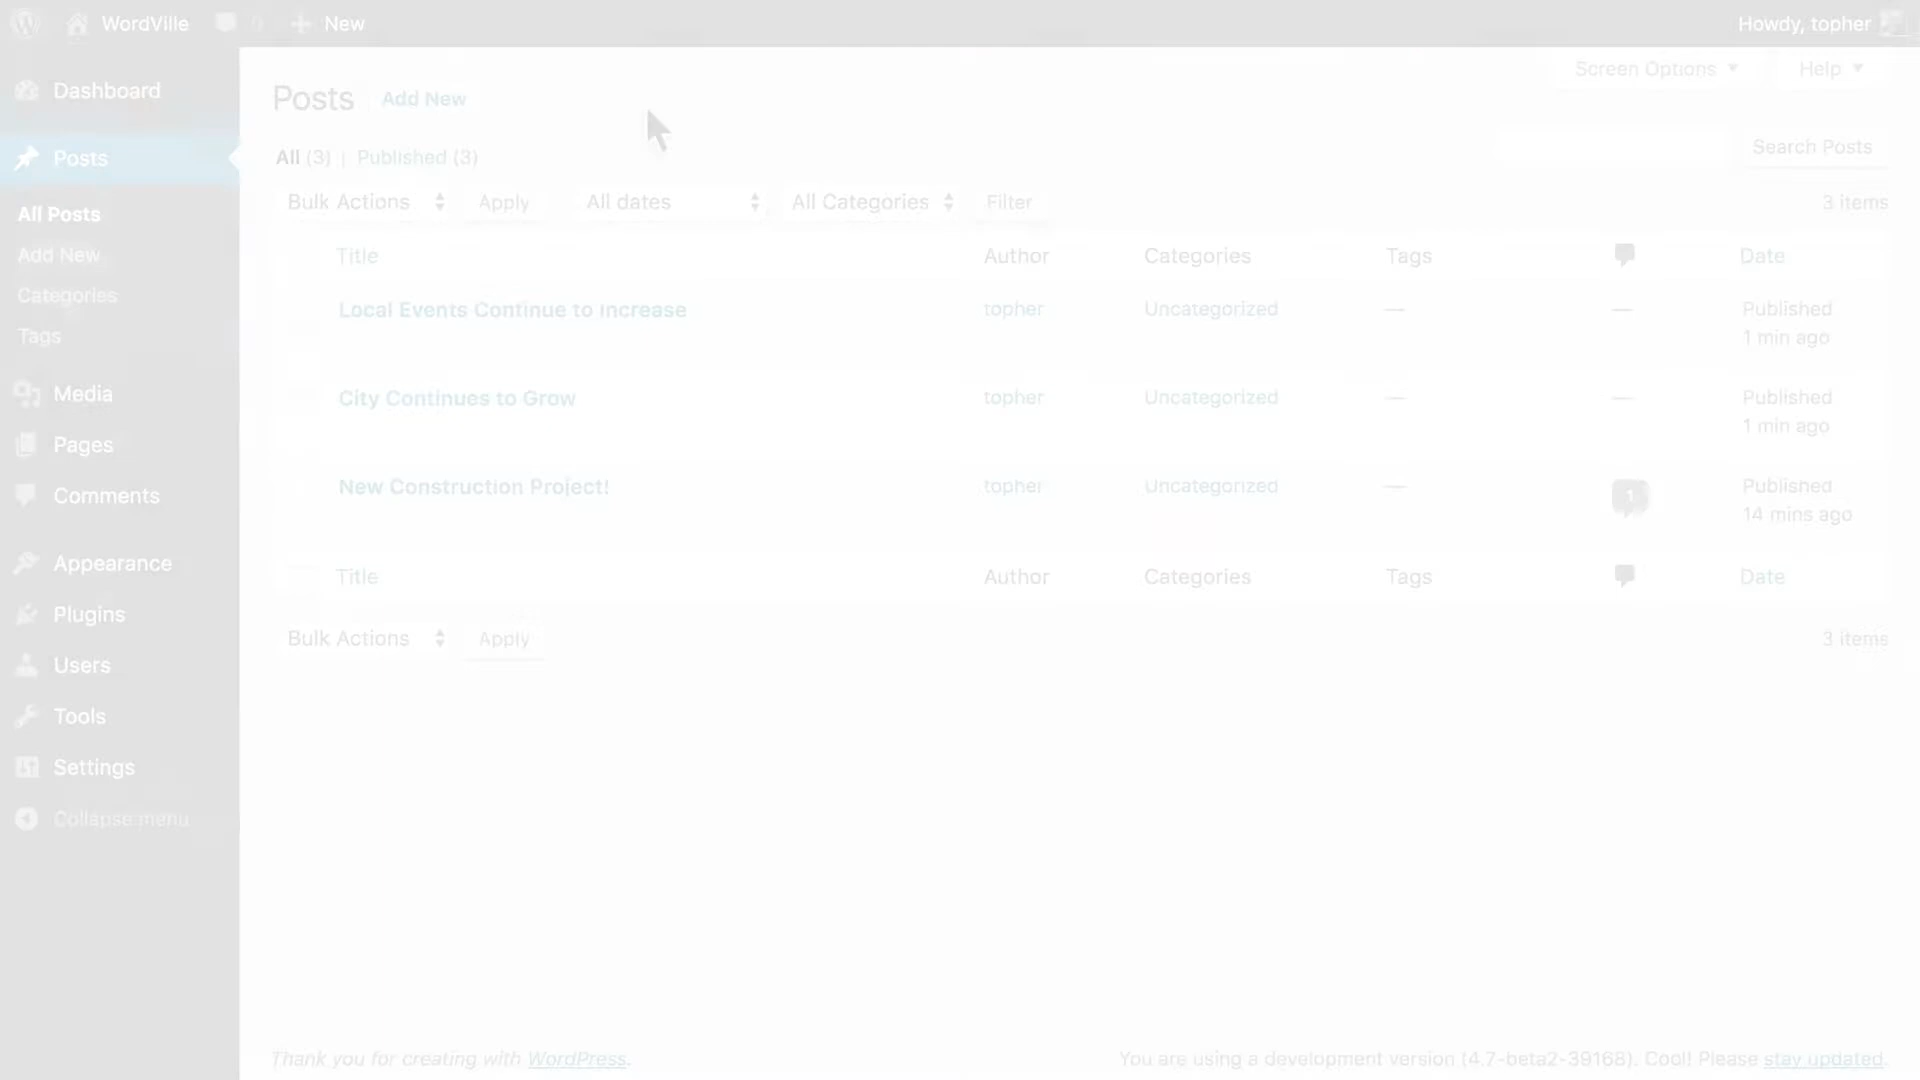 WordVille 0 New Howdy, topher
Screen Options Help
Dashboard
Posts
All Posts
Add New
Categories
Tags
Media
Pages
Comments
Appearance
Plugins
Users
Tools
Settings
Collapse menu
Posts Add New
All (3) | Published (3)
Search Posts
Bulk Actions Apply All dates All Categories Filter 3 items
Title Author Categories Tags Date
Local Events Continue to Increase topher Uncategorized — — Published
1 min ago
City Continues to Grow topher Uncategorized — — Published
1 min ago
New Construction Project! topher Uncategorized — 1 Published
14 mins ago
Title Author Categories Tags Date
Bulk Actions Apply 3 items
Thank you for creating with WordPress. You are using a development version (4.7-beta2-39168). Cool! Please stay updated.